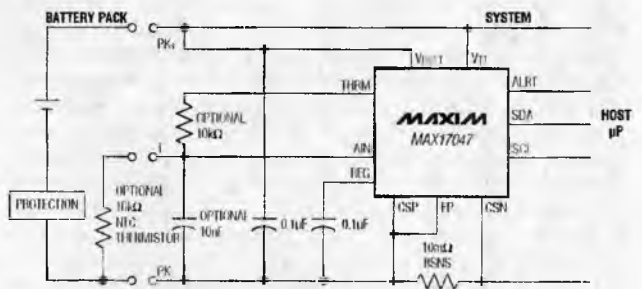 BATTERY PACK
SYSTEM
PK+
VBATT
VTT
THRM
ALRT
OPTIONAL
10kΩ
MAXIM
MAX17047
SDA
HOST
µP
T
AIN
SCL
REG
OPTIONAL
10kΩ
NTC
THERMISTOR
PROTECTION
OPTIONAL
10nF
0.1µF
0.1µF
CSP
EP
CSN
10mΩ
RSNS
PK-